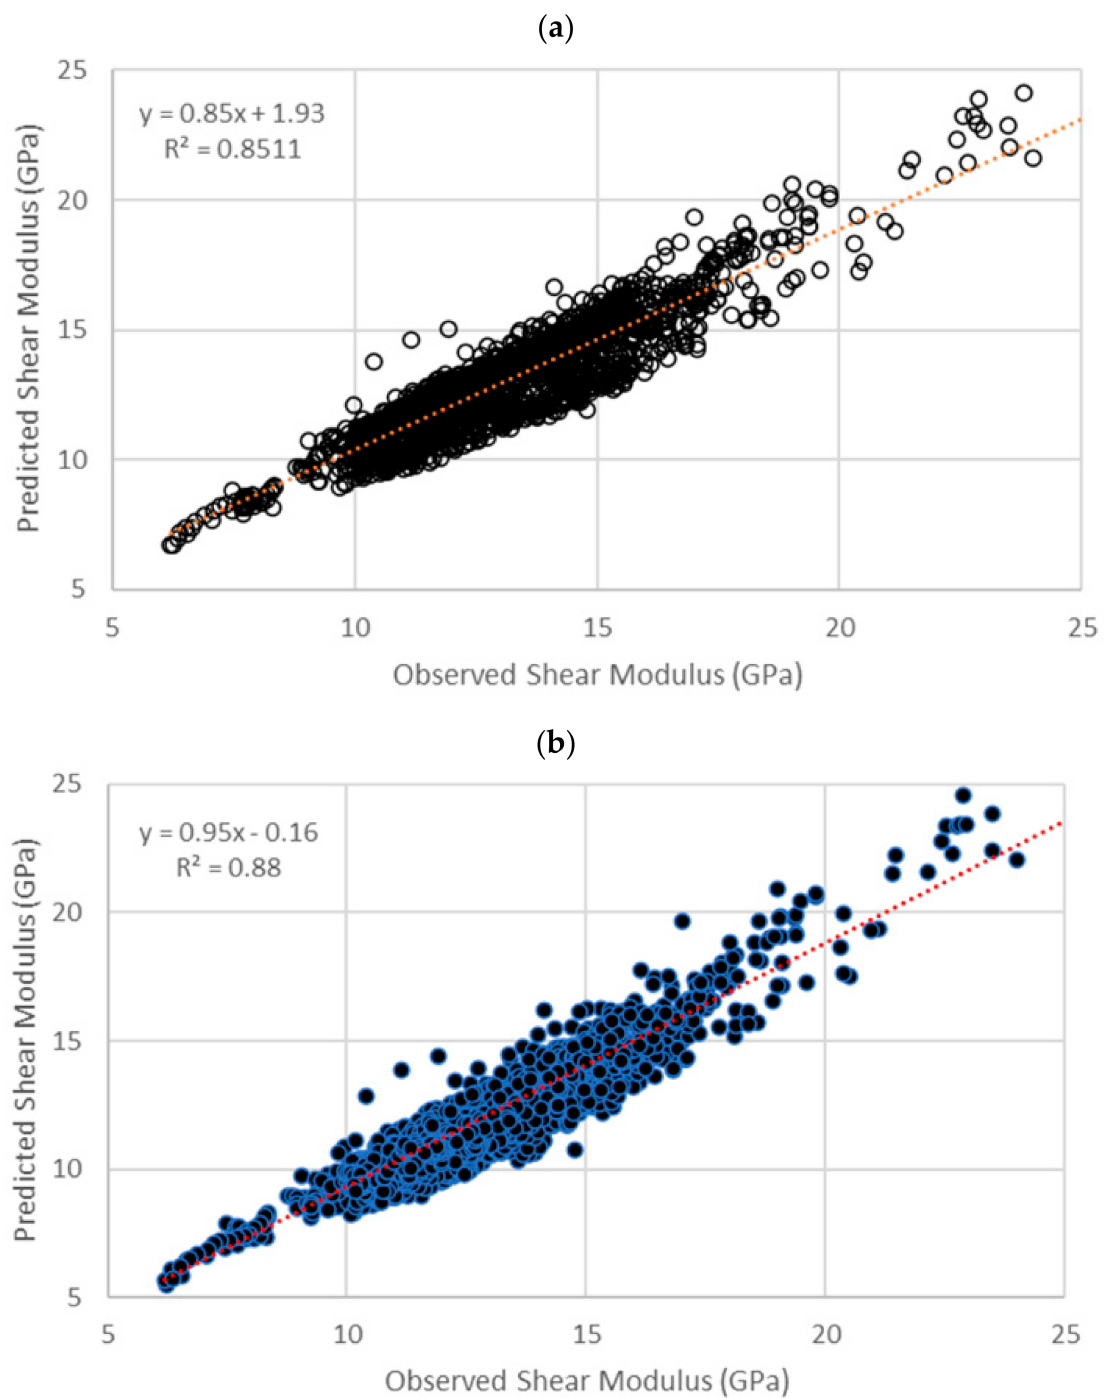 (a)
25
20
15
10
5
y = 0.85x + 1.93
R² = 0.8511
Predicted Shear Modulus (GPa)
5 10 15 20 25
Observed Shear Modulus (GPa)
(b)
25
20
15
10
5
y = 0.95x - 0.16
R² = 0.88
Predicted Shear Modulus (GPa)
5 10 15 20 25
Observed Shear Modulus (GPa)